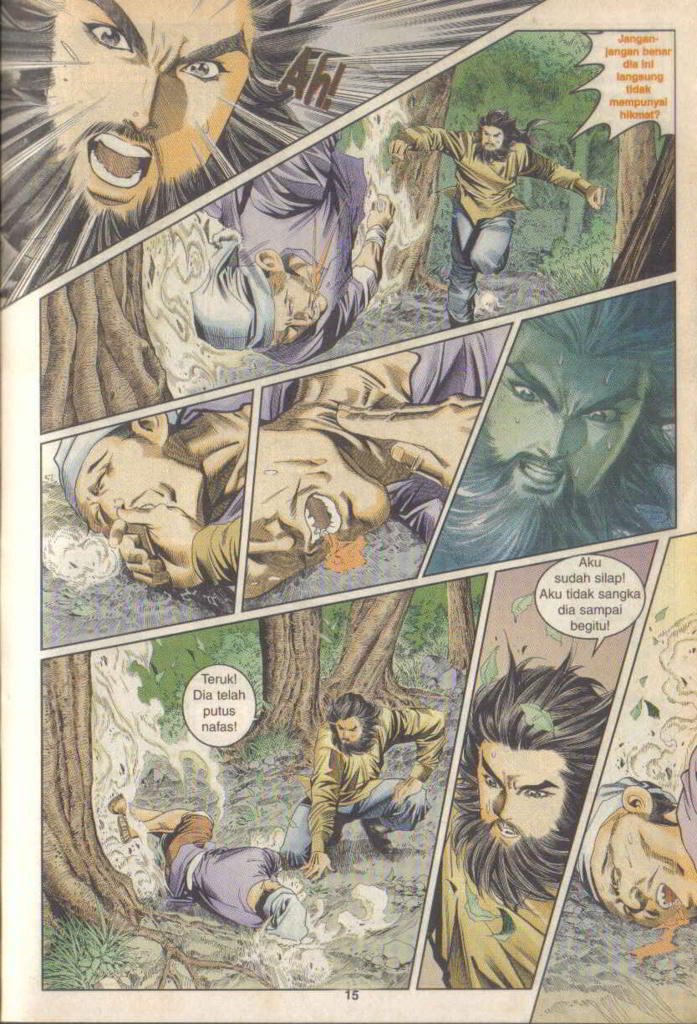 Ah!
Jangan-
jangan benar
dia ini
langsung
tidak
mempunyai
hikmat?
Aku
sudah silap!
Aku tidak sangka
dia sampai
begitu!
Teruk!
Dia telah
putus
nafas!
15